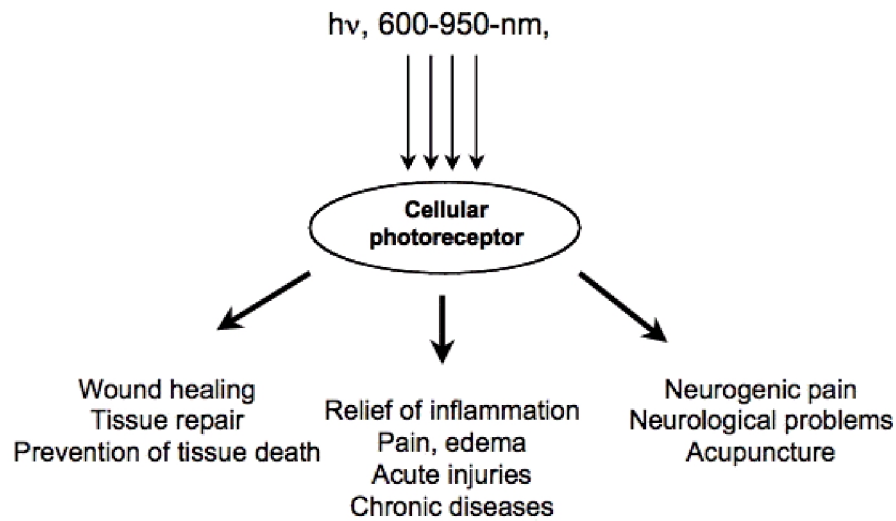 hν, 600-950-nm,
Cellular
photoreceptor
Wound healing
Tissue repair
Prevention of tissue death
Relief of inflammation
Pain, edema
Acute injuries
Chronic diseases
Neurogenic pain
Neurological problems
Acupuncture